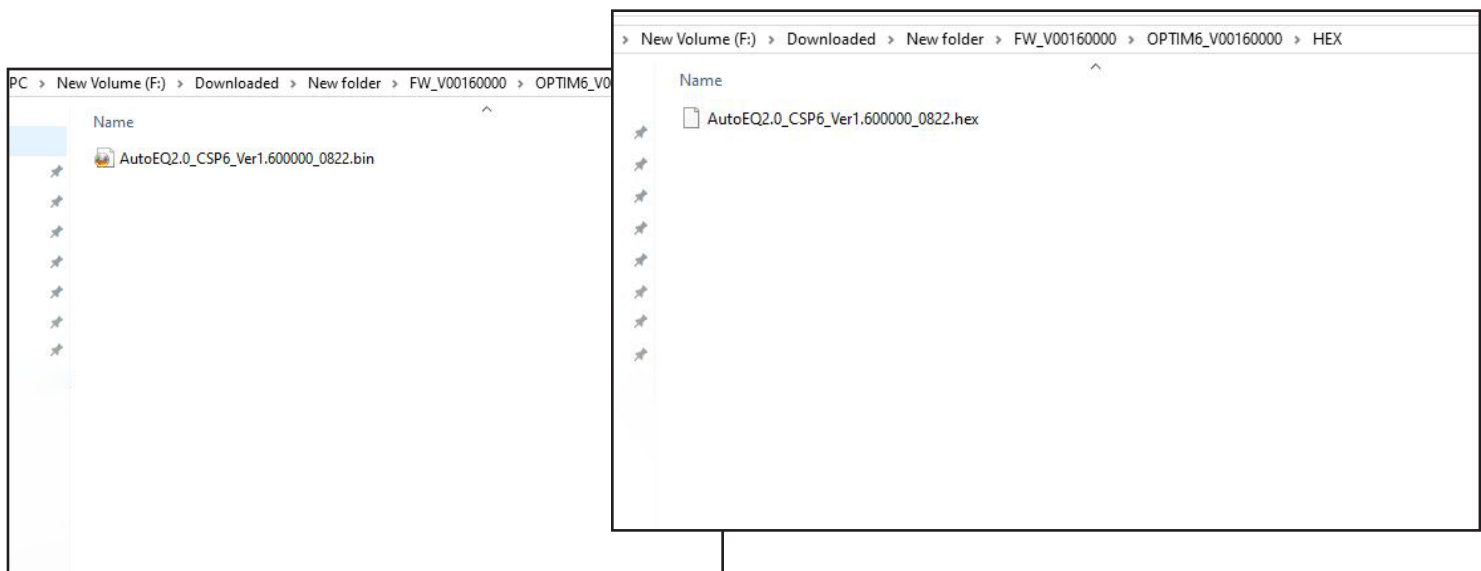 PC > New Volume (F:) > Downloaded > New folder > FW_V00160000 > OPTIM6_V0
Name
AutoEQ2.0_CSP6_Ver1.600000_0822.bin
> New Volume (F:) > Downloaded > New folder > FW_V00160000 > OPTIM6_V00160000 > HEX
Name
AutoEQ2.0_CSP6_Ver1.600000_0822.hex